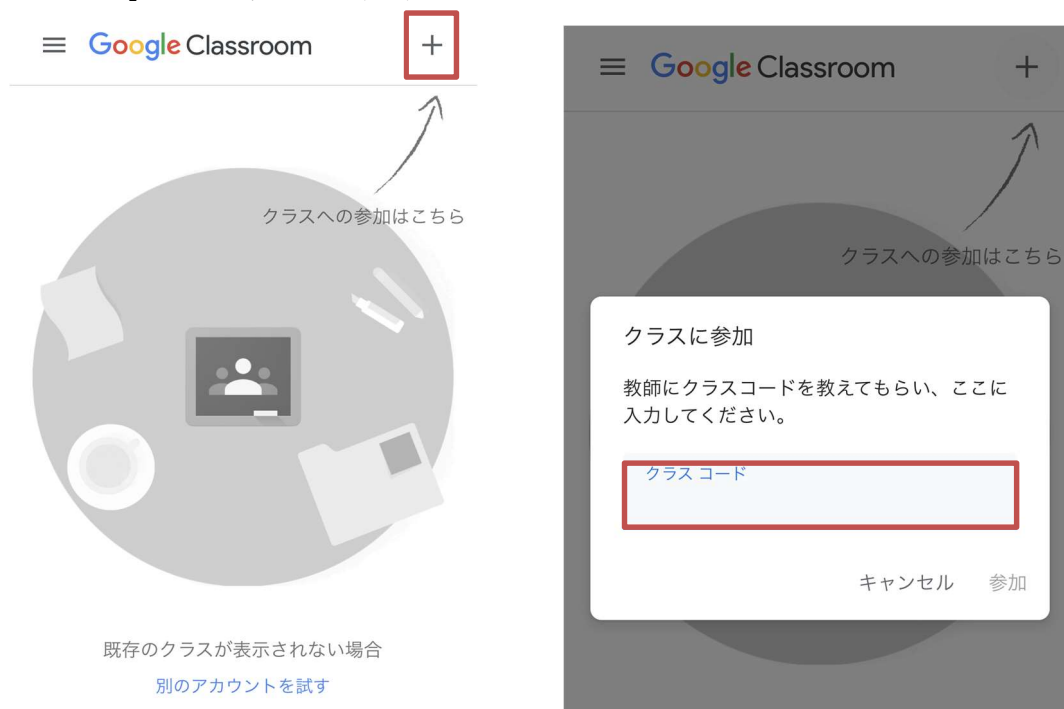 Google Classroom
クラスへの参加はこちら
既存のクラスが表示されない場合
別のアカウントを試す
Google Classroom
クラスへの参加はこちら
クラスに参加
教師にクラスコードを教えてもらい、ここに
入力してください。
クラス コード
キャンセル 参加